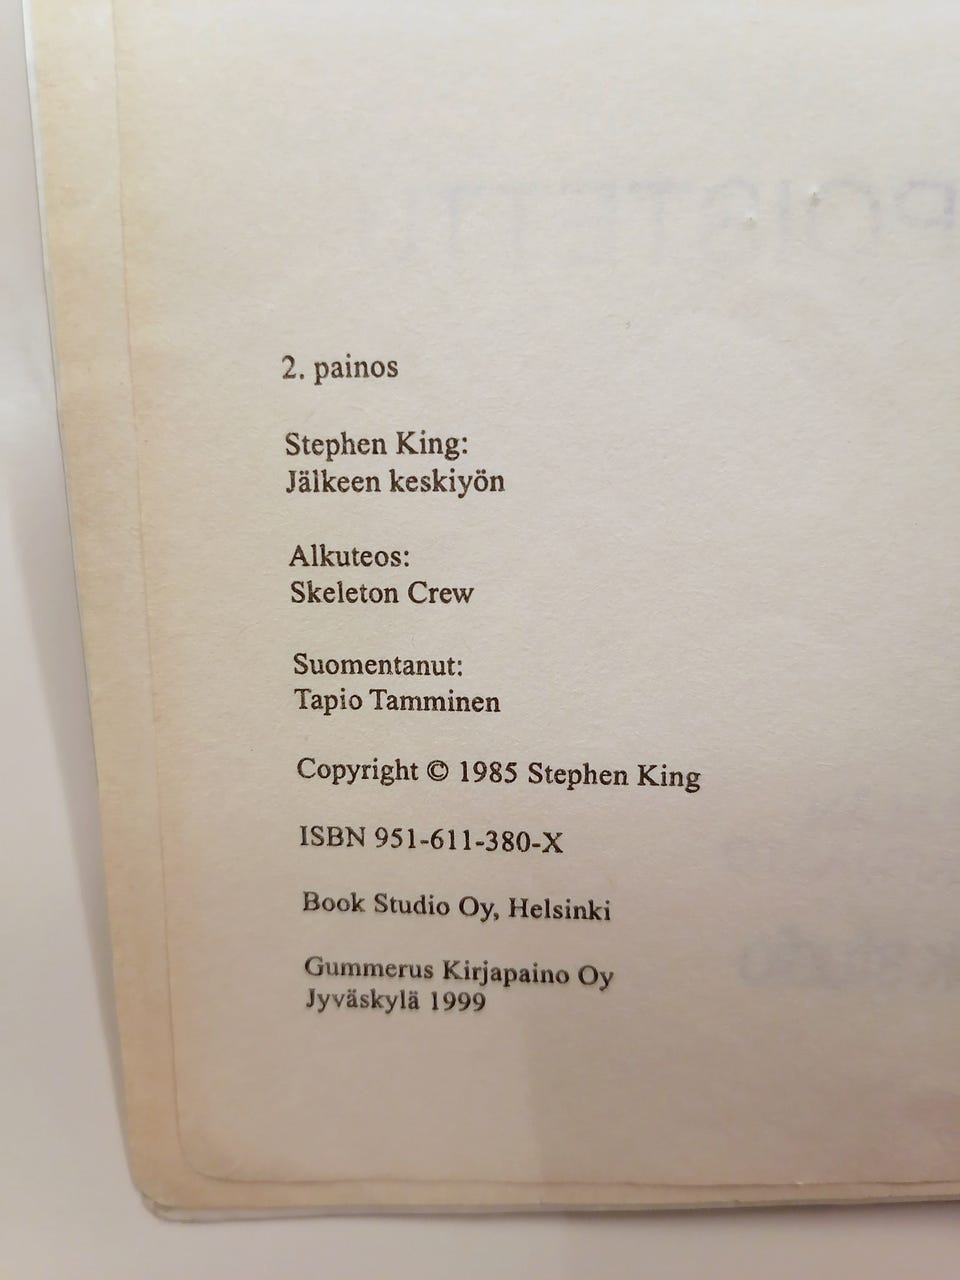 POISTETTU
2. painos
Stephen King:
Jälkeen keskiyön
Alkuteos:
Skeleton Crew
Suomentanut:
Tapio Tamminen
Copyright © 1985 Stephen King
ISBN 951-611-380-X
Book Studio Oy, Helsinki
Gummerus Kirjapaino Oy
Jyväskylä 1999